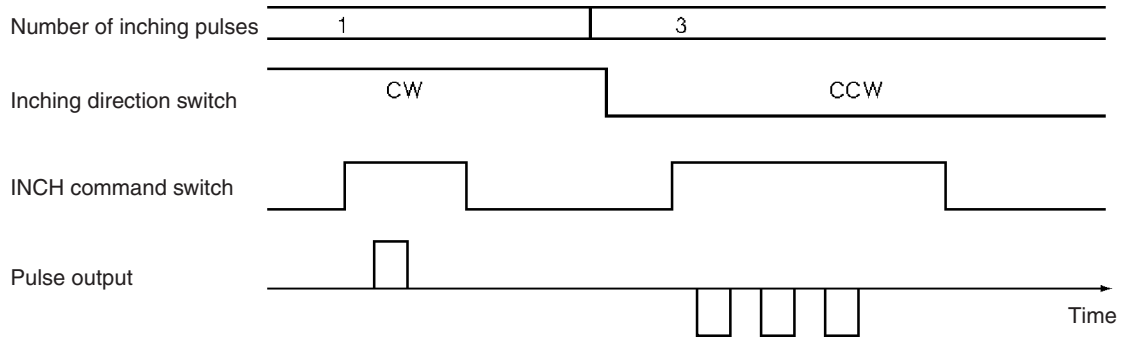 Number of inching pulses 1 3
Inching direction switch CW CCW
INCH command switch
Pulse output
Time